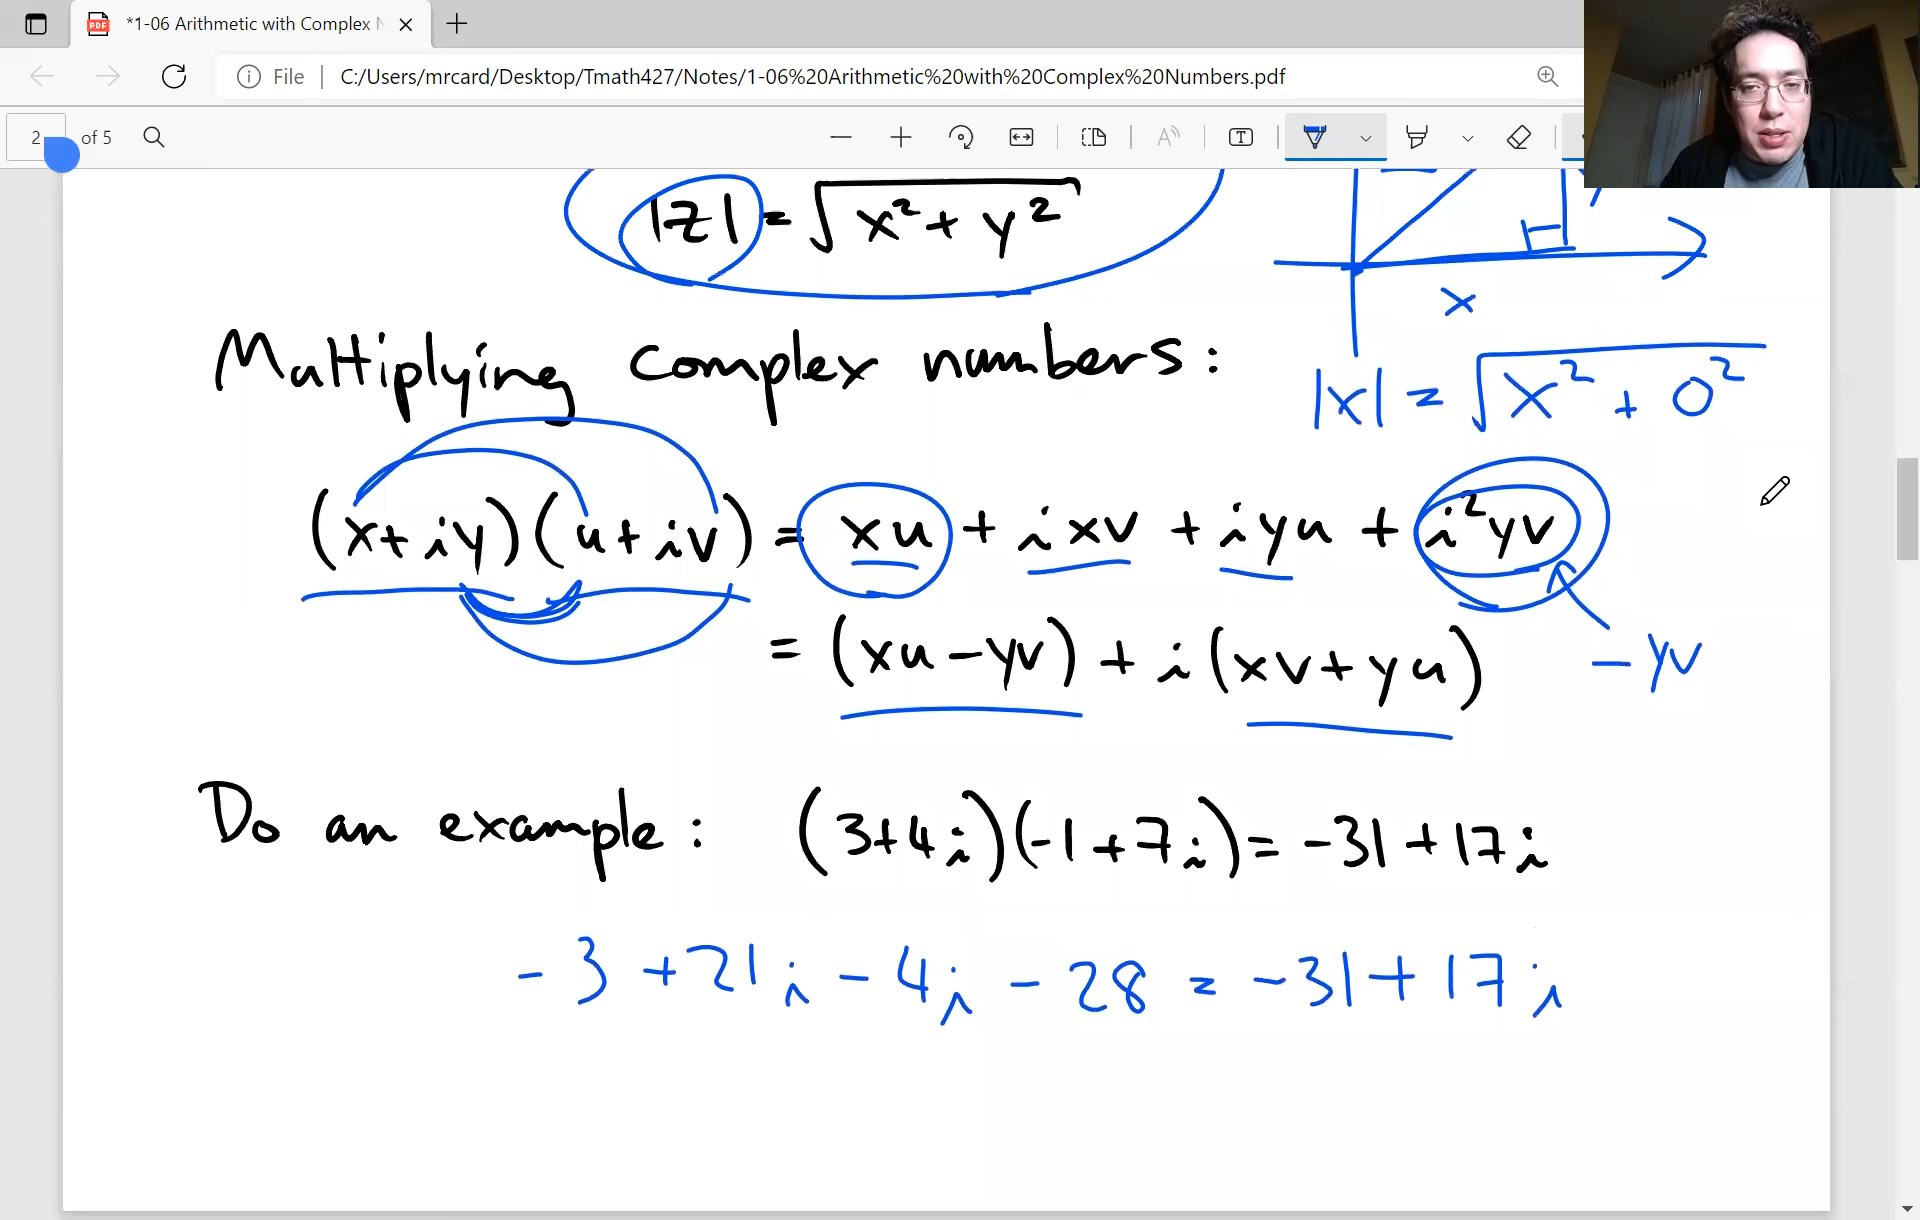 *1-06 Arithmetic with Complex N
File | C:/Users/mrcard/Desktop/Tmath427/Notes/1-06%20Arithmetic%20with%20Complex%20Numbers.pdf
2 of 5
|z| = √(x² + y²)
x
Multiplying complex numbers:
|x| = √(x² + 0²)
(x+iy)(u+iv) = xu + ixv + iyu + i²yv
= (xu-yv) + i(xv+yu)
-yv
Do an example: (3+4i)(-1+7i) = -31+17i
-3 +21i -4i -28 = -31+17i